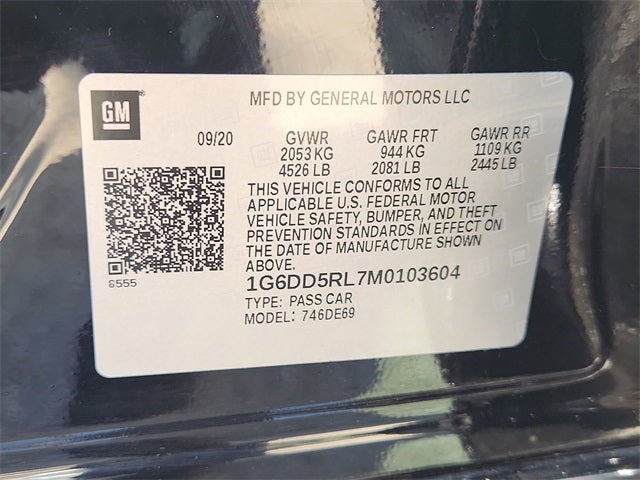 GM
®
MFD BY GENERAL MOTORS LLC
09/20 GVWR GAWR FRT GAWR RR
2053 KG 944 KG 1109 KG
4526 LB 2081 LB 2445 LB
THIS VEHICLE CONFORMS TO ALL
APPLICABLE U.S. FEDERAL MOTOR
VEHICLE SAFETY, BUMPER, AND THEFT
PREVENTION STANDARDS IN EFFECT ON
THE DATE OF MANUFACTURE SHOWN
ABOVE.
6555
1G6DD5RL7M0103604
TYPE: PASS CAR
MODEL: 746DE69